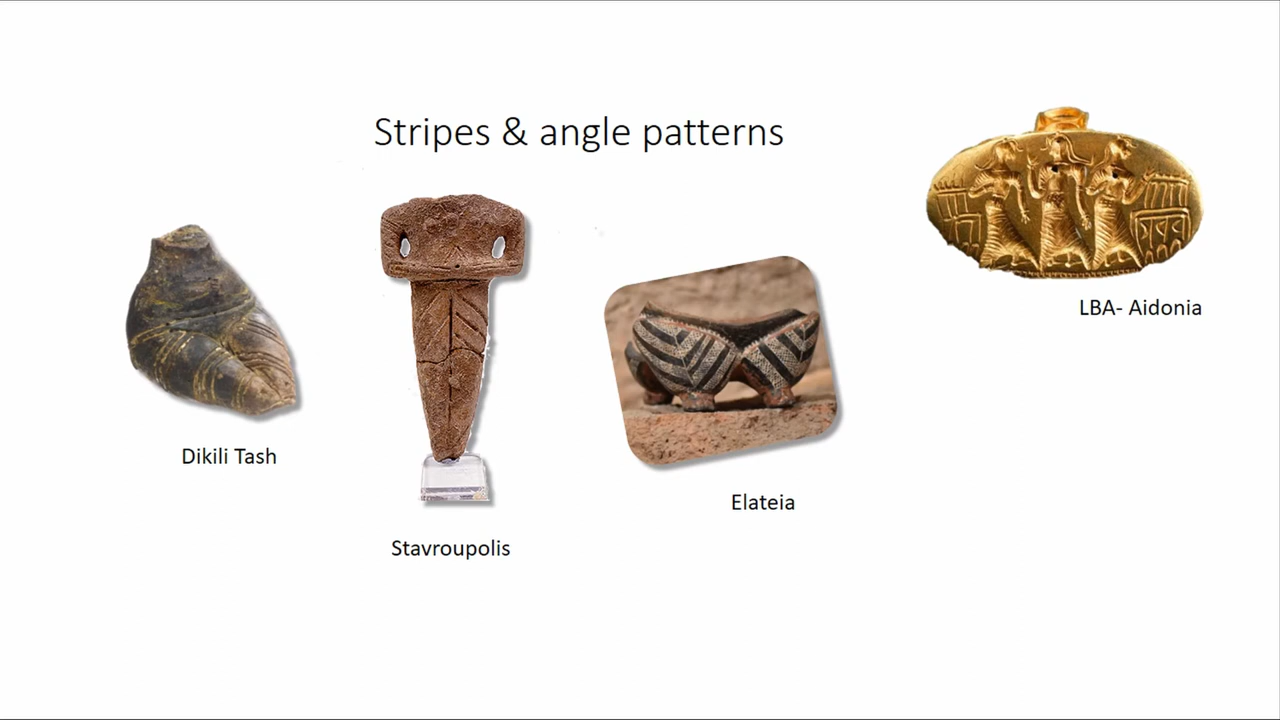 Stripes & angle patterns
LBA- Aidonia
Dikili Tash
Elateia
Stavroupolis